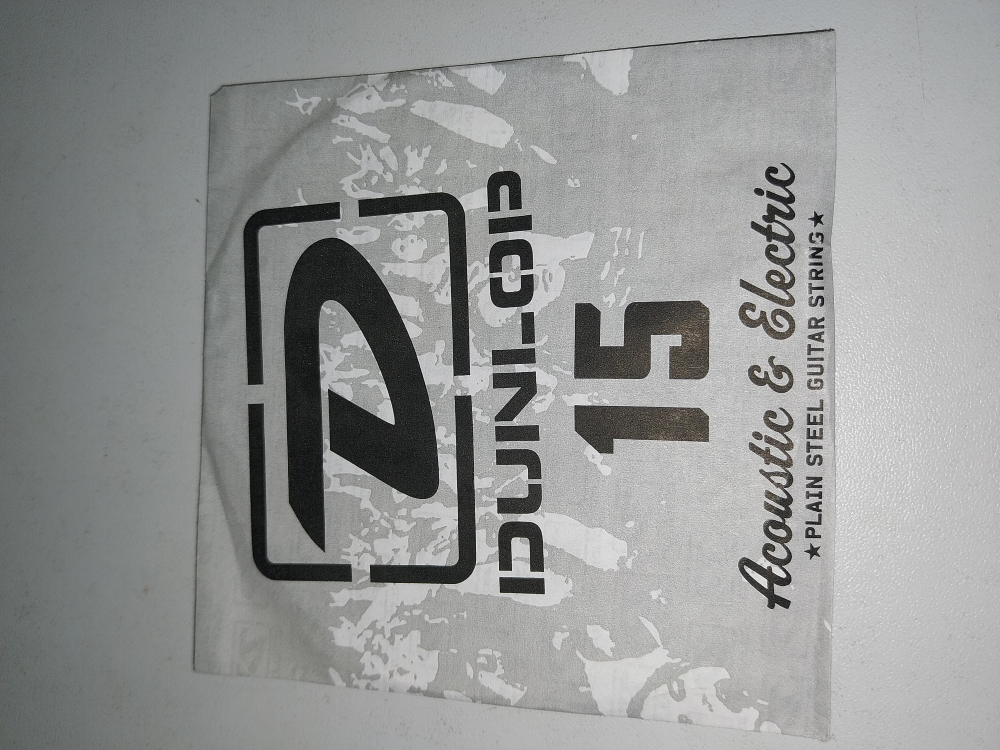 D
DUNLOP
15
Acoustic & Electric
★PLAIN STEEL GUITAR STRING★